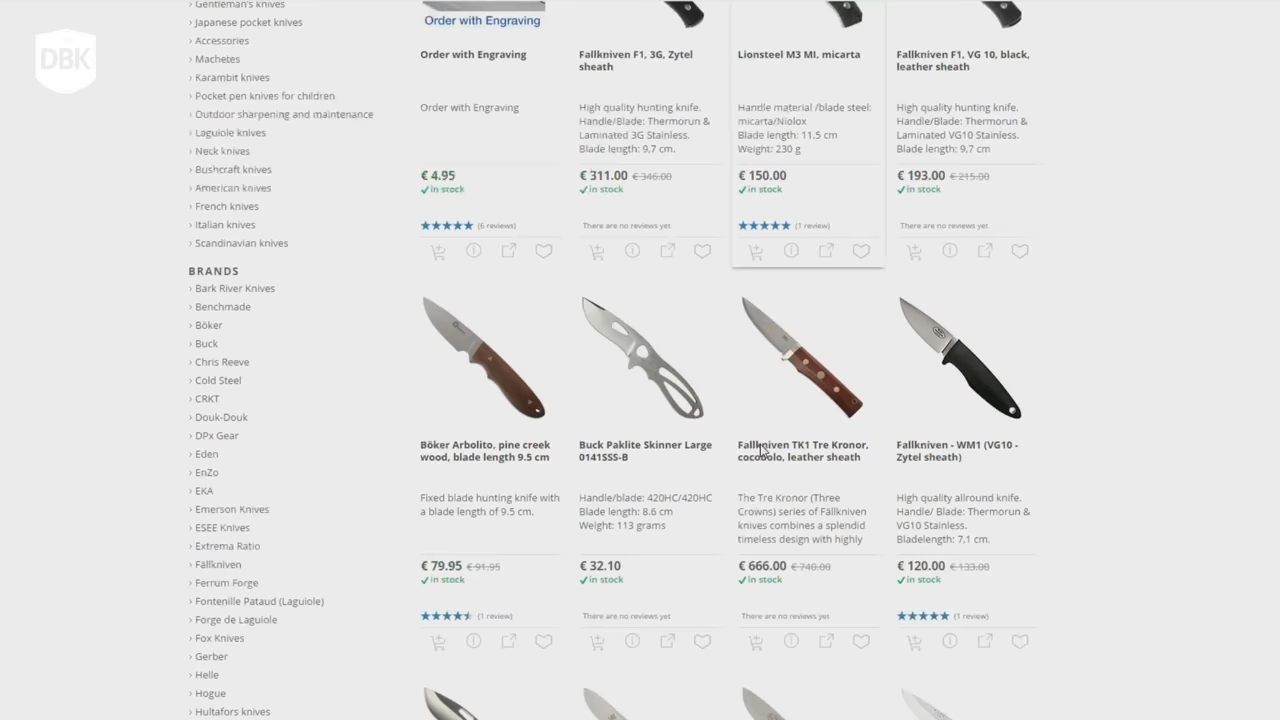 DBK
› Gentleman's knives
› Japanese pocket knives
› Accessories
› Machetes
› Karambit knives
› Pocket pen knives for children
› Outdoor sharpening and maintenance
› Laguiole knives
› Neck knives
› Bushcraft knives
› American knives
› French knives
› Italian knives
› Scandinavian knives
BRANDS
› Bark River Knives
› Benchmade
› Böker
› Buck
› Chris Reeve
› Cold Steel
› CRKT
› Douk-Douk
› DPx Gear
› Eden
› EnZo
› EKA
› Emerson Knives
› ESEE Knives
› Extrema Ratio
› Fällkniven
› Ferrum Forge
› Fontenille Pataud (Laguiole)
› Forge de Laguiole
› Fox Knives
› Gerber
› Helle
› Hogue
› Hultafors knives
Order with Engraving
Order with Engraving
Order with Engraving
€ 4.95
in stock
(6 reviews)
Fallkniven F1, 3G, Zytel
sheath
High quality hunting knife.
Handle/Blade: Thermorun &
Laminated 3G Stainless.
Blade length: 9,7 cm.
€ 311.00 € 346.00
in stock
There are no reviews yet
Lionsteel M3 MI, micarta
Handle material /blade steel:
micarta/Niolox
Blade length: 11,5 cm
Weight: 230 g
€ 150.00
in stock
(1 review)
Fallkniven F1, VG 10, black,
leather sheath
High quality hunting knife.
Handle/Blade: Thermorun &
Laminated VG10 Stainless.
Blade length: 9,7 cm
€ 193.00 € 215.00
in stock
There are no reviews yet
Böker Arbolito, pine creek
wood, blade length 9.5 cm
Fixed blade hunting knife with
a blade length of 9.5 cm.
€ 79.95 € 91.95
in stock
(1 review)
Buck Paklite Skinner Large
0141SSS-B
Handle/blade: 420HC/420HC
Blade length: 8.6 cm
Weight: 113 grams
€ 32.10
in stock
There are no reviews yet
Fallkniven TK1 Tre Kronor,
cocobolo, leather sheath
The Tre Kronor (Three
Crowns) series of Fällkniven
knives combines a splendid
timeless design with highly
€ 666.00 € 740.00
in stock
There are no reviews yet
Fallkniven - WM1 (VG10 -
Zytel sheath)
High quality allround knife.
Handle/ Blade: Thermorun &
VG10 Stainless.
Bladelength: 7,1 cm.
€ 120.00 € 133.00
in stock
(1 review)